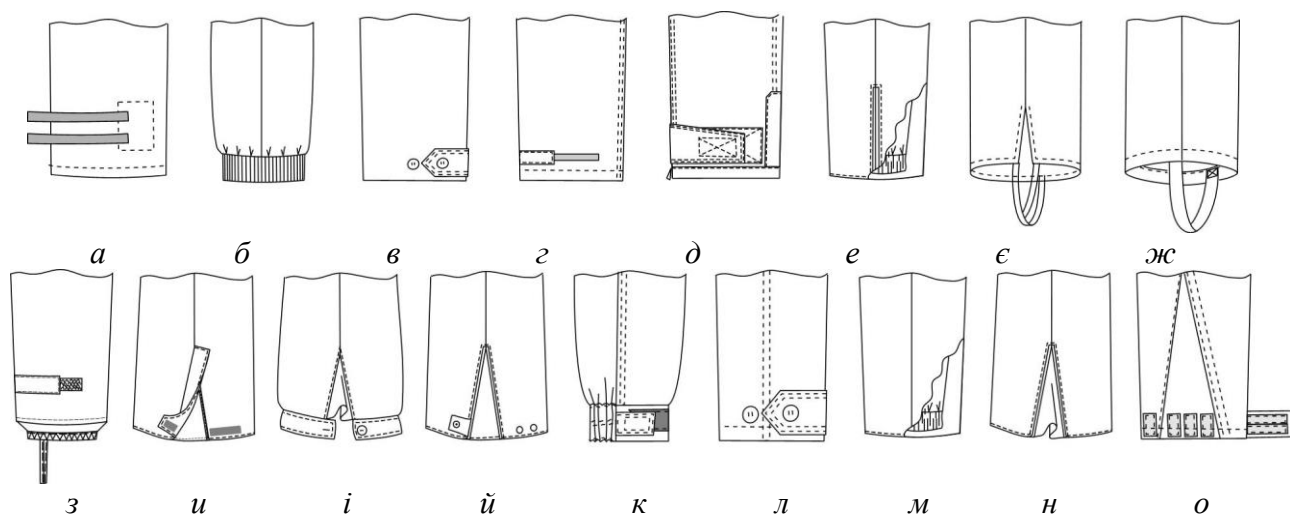 а б в г д е є ж
з и і й к л м н о